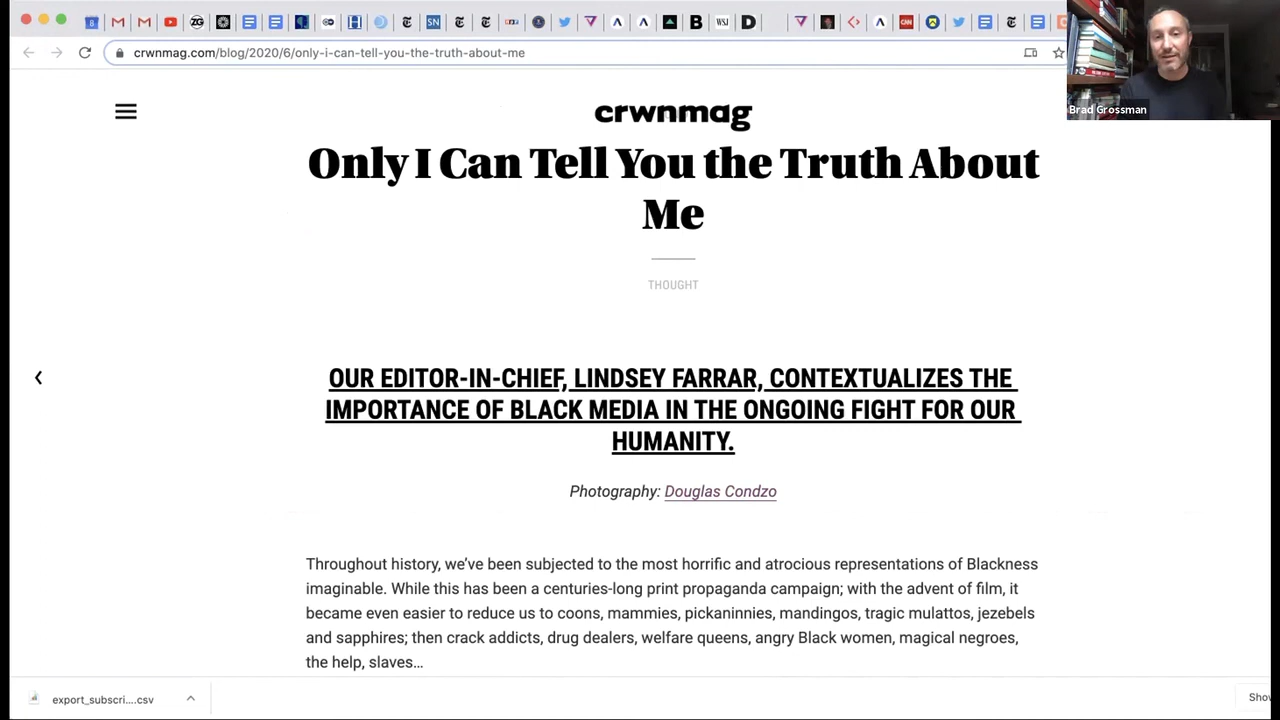 crwnmag.com/blog/2020/6/only-i-can-tell-you-the-truth-about-me
Brad Grossman
crwnmag
Only I Can Tell You the Truth About
Me
THOUGHT
OUR EDITOR-IN-CHIEF, LINDSEY FARRAR, CONTEXTUALIZES THE
IMPORTANCE OF BLACK MEDIA IN THE ONGOING FIGHT FOR OUR
HUMANITY.
Photography: Douglas Condzo
Throughout history, we’ve been subjected to the most horrific and atrocious representations of Blackness
imaginable. While this has been a centuries-long print propaganda campaign; with the advent of film, it
became even easier to reduce us to coons, mammies, pickaninnies, mandingos, tragic mulattos, jezebels
and sapphires; then crack addicts, drug dealers, welfare queens, angry Black women, magical negroes,
the help, slaves…
export_subscri....csv
Show